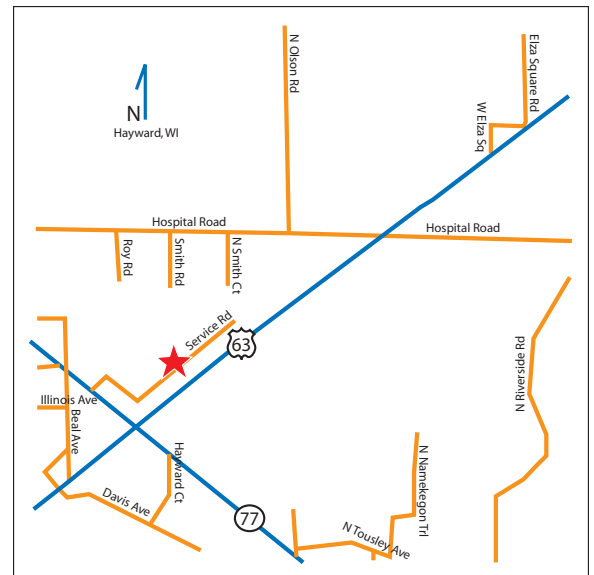 N Olson Rd
Elza Square Rd
W Elza Sq
N
Hayward, WI
Hospital Road
Hospital Road
Roy Rd
Smith Rd
N Smith Ct
Service Rd
63
N Riverside Rd
Illinois Ave
Beal Ave
Hayward Ct
N Namekegon Trl
Davis Ave
77
N Tousley Ave